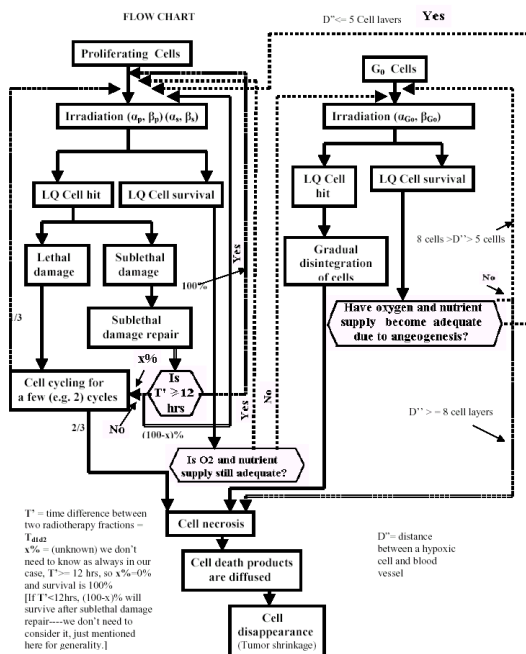 FLOW CHART
D"<= 5 Cell layers
Yes
Proliferating Cells
G₀ Cells
Irradiation (αp, βp) (αs, βs)
Irradiation (αGo, βGo)
LQ Cell hit
LQ Cell survival
LQ Cell
hit
LQ Cell survival
Yes
8 cells >D''> 5 cellls
Lethal
damage
Sublethal
damage
Gradual
disintegration
of cells
100%
No
1/3
Sublethal
damage repair
Have oxygen and nutrient
supply become adequate
due to angeogenesis?
x%
Is
T' ≥12
hrs
Cell cycling for
a few (e.g. 2) cycles
No
Yes
No
2/3
(100-x)%
D'' > = 8 cell layers
Is O2 and nutrient
supply still adequate?
T' = time difference between
two radiotherapy fractions =
Td1d2
x% = (unknown) we don't
need to know as always in our
case, T'>= 12 hrs, so x%=0%
and survival is 100%
[If T'<12hrs, (100-x)% will
survive after sublethal damage
repair----we don't need to
consider it, just mentioned
here for generality.]
Cell necrosis
D"= distance
between a hypoxic
cell and blood
vessel
Cell death products
are diffused
Cell
disappearance
(Tumor shrinkage)